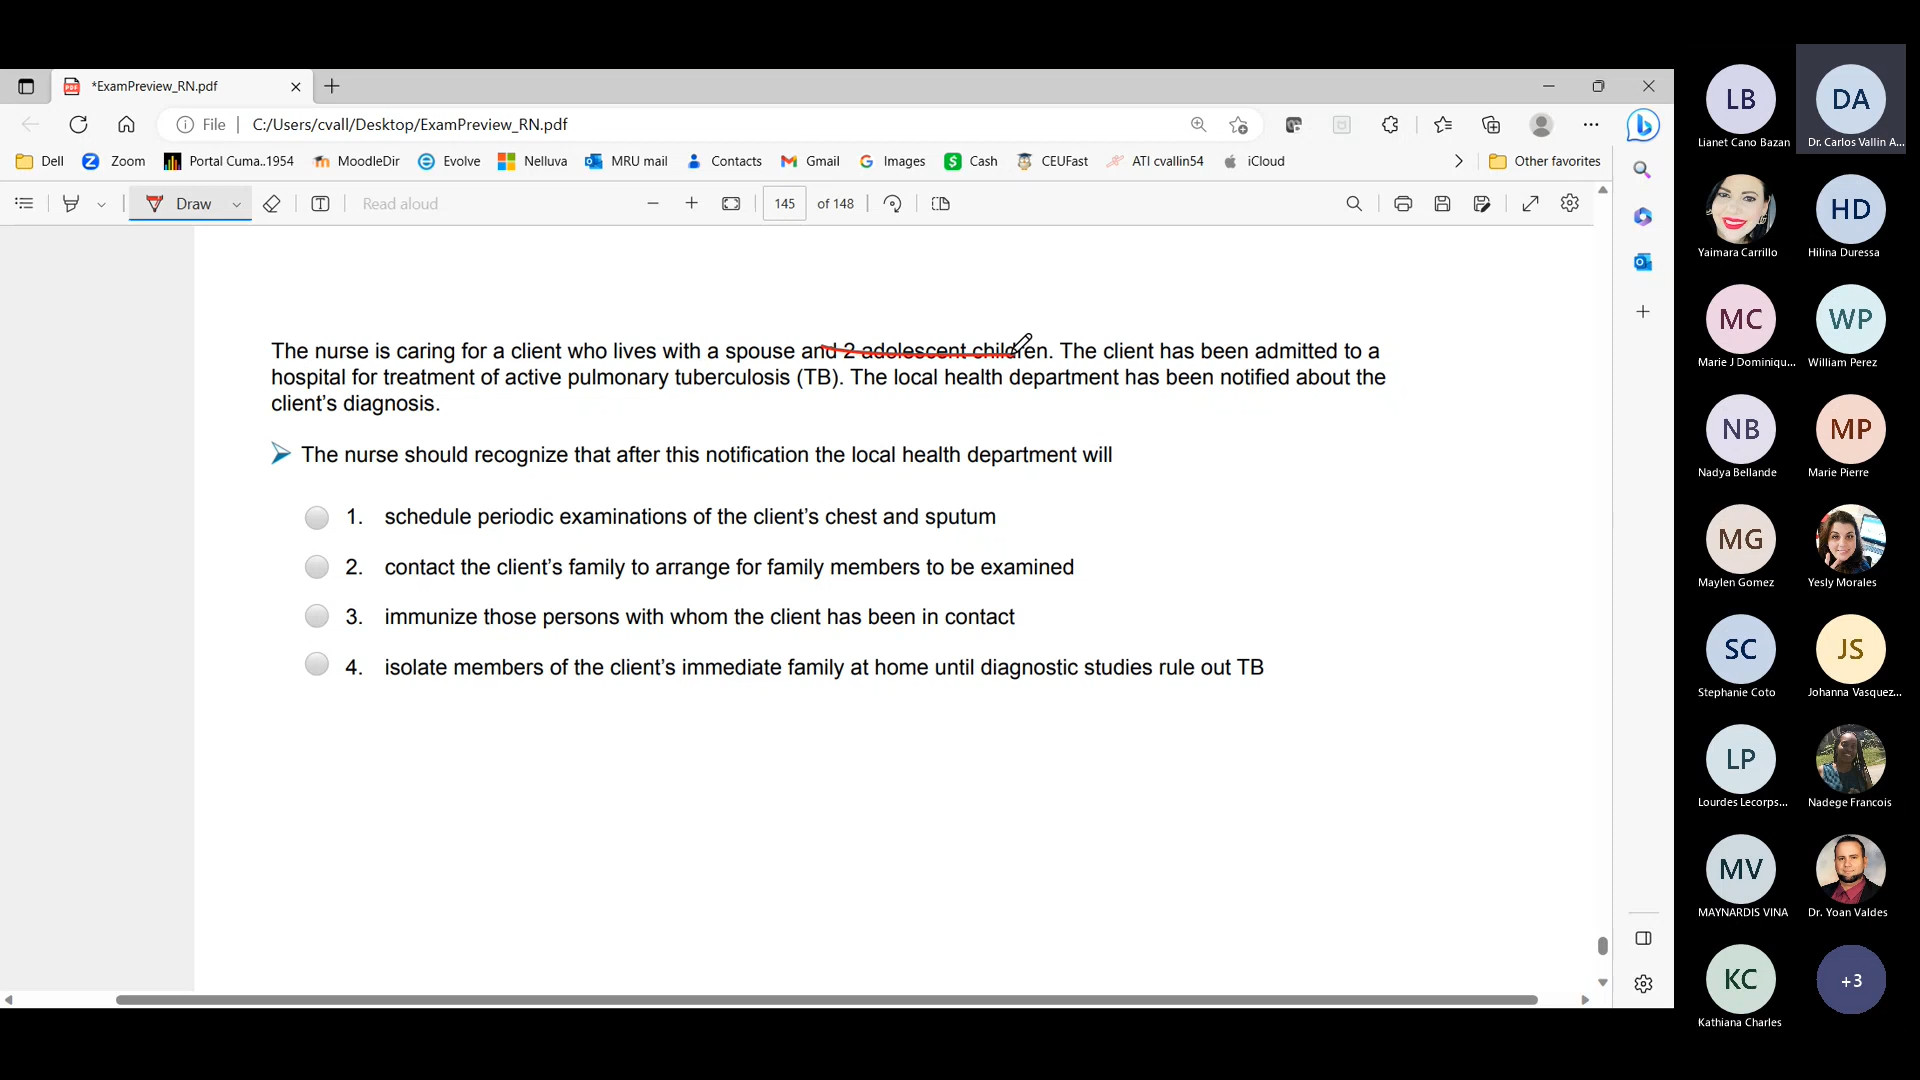 *ExamPreview_RN.pdf
File
C:/Users/cvall/Desktop/ExamPreview_RN.pdf
Dell
Zoom
Portal Cuma..1954
MoodleDir
Evolve
Nelluva
MRU mail
Contacts
Gmail
Images
Cash
CEUFast
ATI cvallin54
iCloud
Other favorites
Draw
Read aloud
145
of 148
The nurse is caring for a client who lives with a spouse and 2 adolescent children. The client has been admitted to a
hospital for treatment of active pulmonary tuberculosis (TB). The local health department has been notified about the
client's diagnosis.
The nurse should recognize that after this notification the local health department will
1. schedule periodic examinations of the client's chest and sputum
2. contact the client's family to arrange for family members to be examined
3. immunize those persons with whom the client has been in contact
4. isolate members of the client's immediate family at home until diagnostic studies rule out TB
LB
Lianet Cano Bazan
DA
Dr. Carlos Vallin A...
Yaimara Carrillo
HD
Hilina Duressa
MC
Marie J Dominiqu...
WP
William Perez
NB
Nadya Bellande
MP
Marie Pierre
MG
Maylen Gomez
Yesly Morales
SC
Stephanie Coto
JS
Johanna Vasquez...
LP
Lourdes Lecorps...
Nadege Francois
MV
MAYNARDIS VINA
Dr. Yoan Valdes
KC
Kathiana Charles
+3